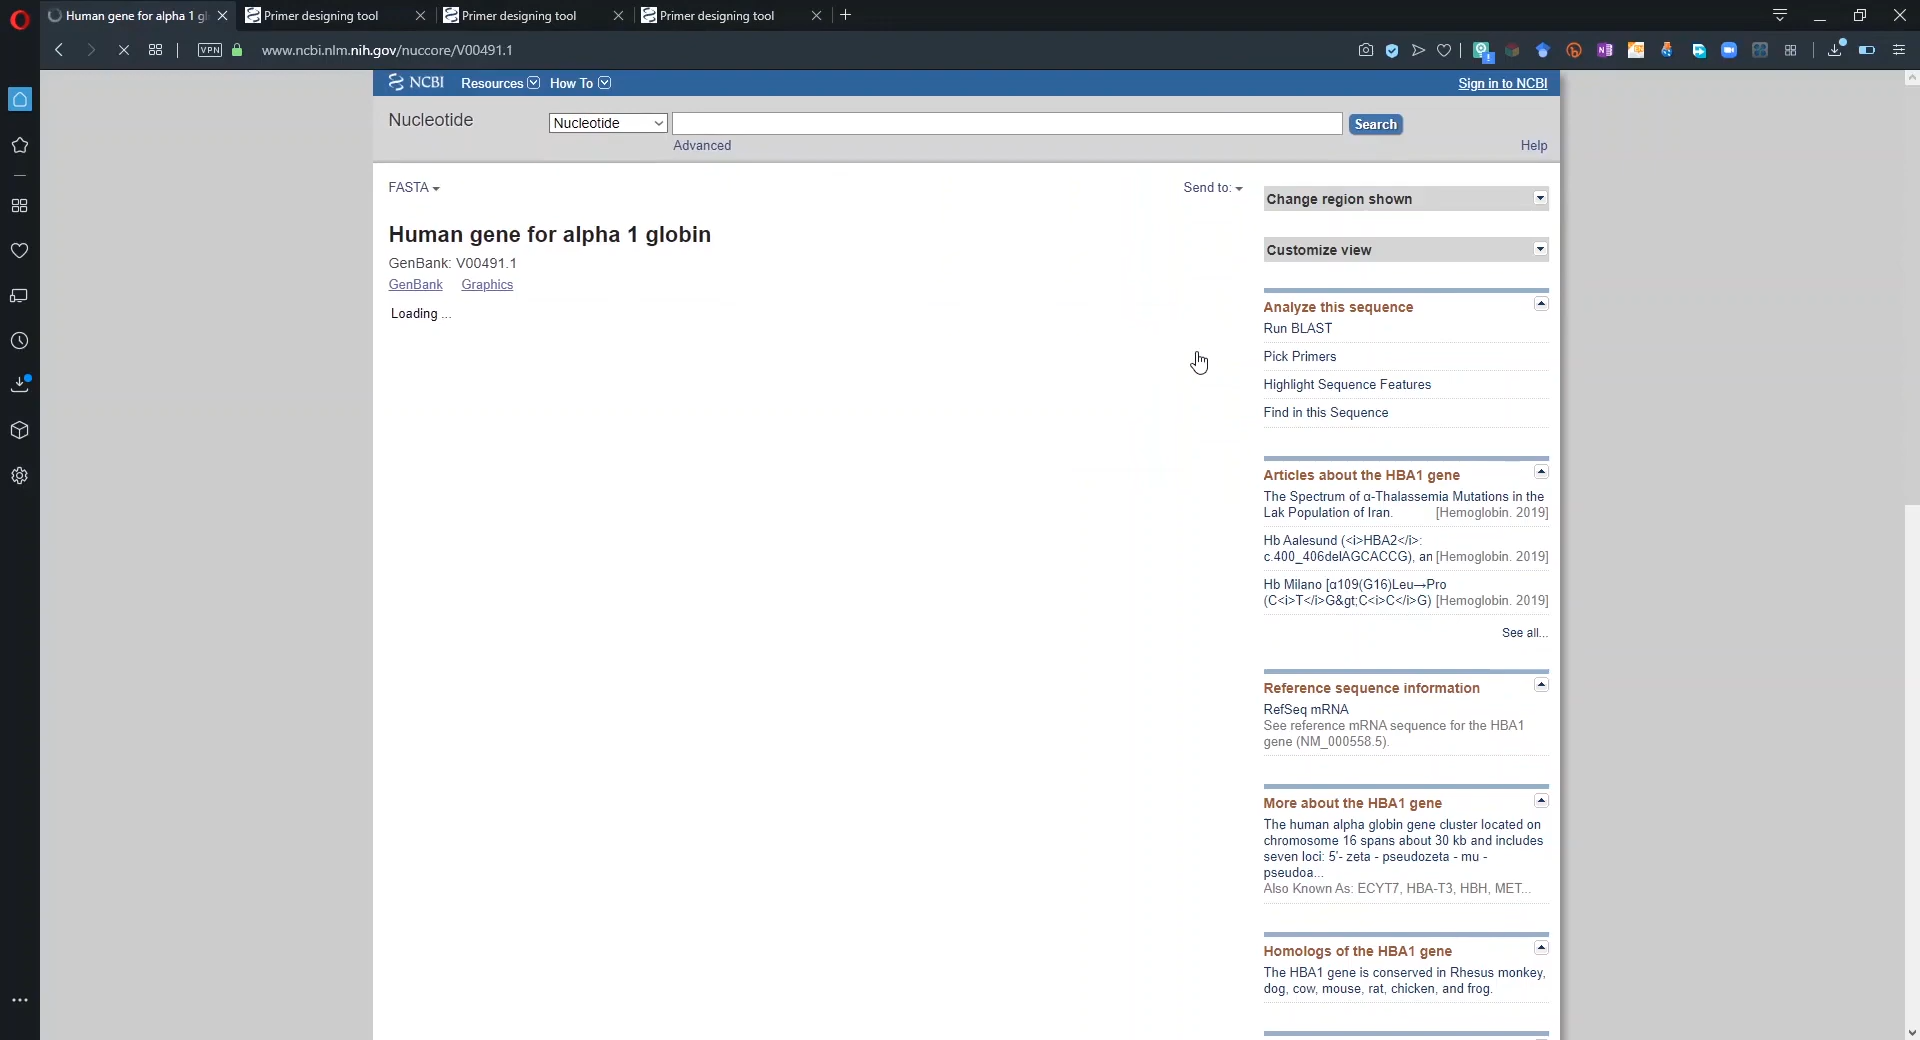 Human gene for alpha 1 gl
Primer designing tool
Primer designing tool
Primer designing tool
VPN
www.ncbi.nlm.nih.gov/nuccore/V00491.1
NCBI Resources How To Sign in to NCBI
Nucleotide Nucleotide Search
Advanced Help
FASTA Send to:
Human gene for alpha 1 globin
GenBank: V00491.1
GenBank Graphics
Loading ...
Change region shown
Customize view
Analyze this sequence
Run BLAST
Pick Primers
Highlight Sequence Features
Find in this Sequence
Articles about the HBA1 gene
The Spectrum of α-Thalassemia Mutations in the
Lak Population of Iran. [Hemoglobin. 2019]
Hb Aalesund (<i>HBA2</i>:
c.400_406delAGCACCG), an [Hemoglobin. 2019]
Hb Milano [α109(G16)Leu→Pro
(C<i>T</i>G&gt;C<i>C</i>G) [Hemoglobin. 2019]
See all...
Reference sequence information
RefSeq mRNA
See reference mRNA sequence for the HBA1
gene (NM_000558.5).
More about the HBA1 gene
The human alpha globin gene cluster located on
chromosome 16 spans about 30 kb and includes
seven loci: 5'- zeta - pseudozeta - mu -
pseudoa...
Also Known As: ECYT7, HBA-T3, HBH, MET...
Homologs of the HBA1 gene
The HBA1 gene is conserved in Rhesus monkey,
dog, cow, mouse, rat, chicken, and frog.